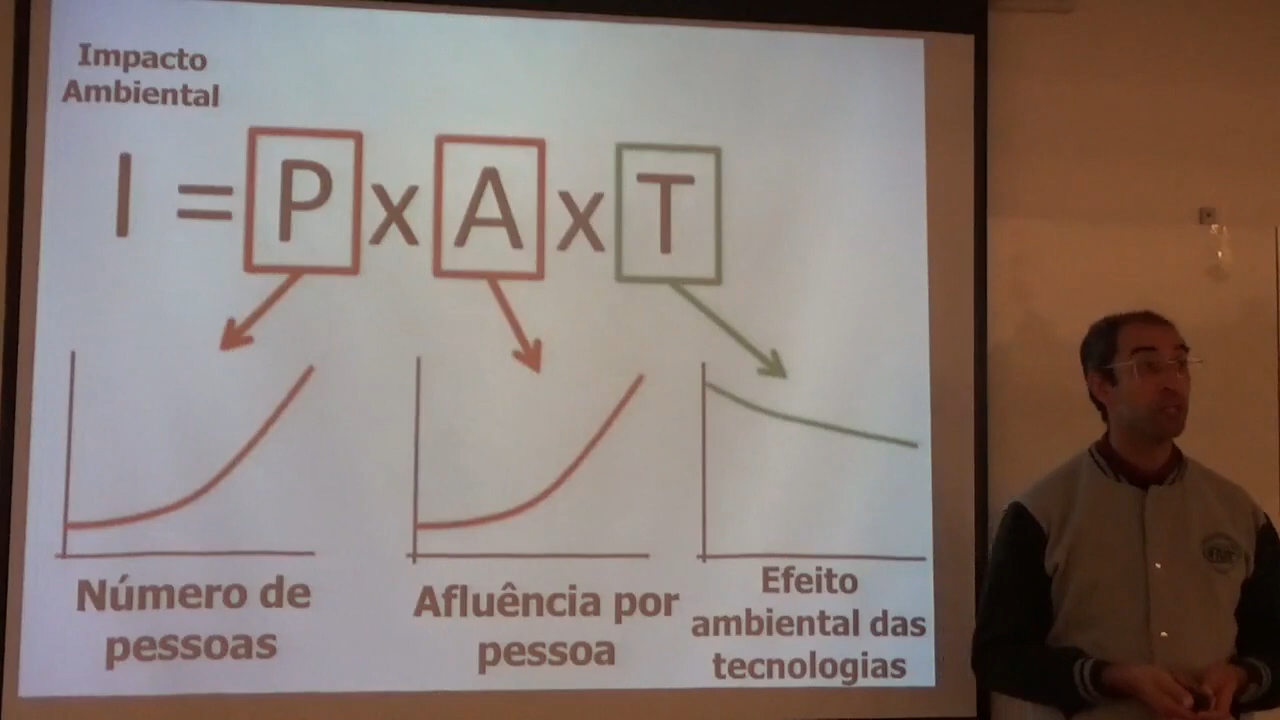 Impacto
Ambiental
I = P x A x T
Número de
pessoas
Afluência por
pessoa
Efeito
ambiental das
tecnologias